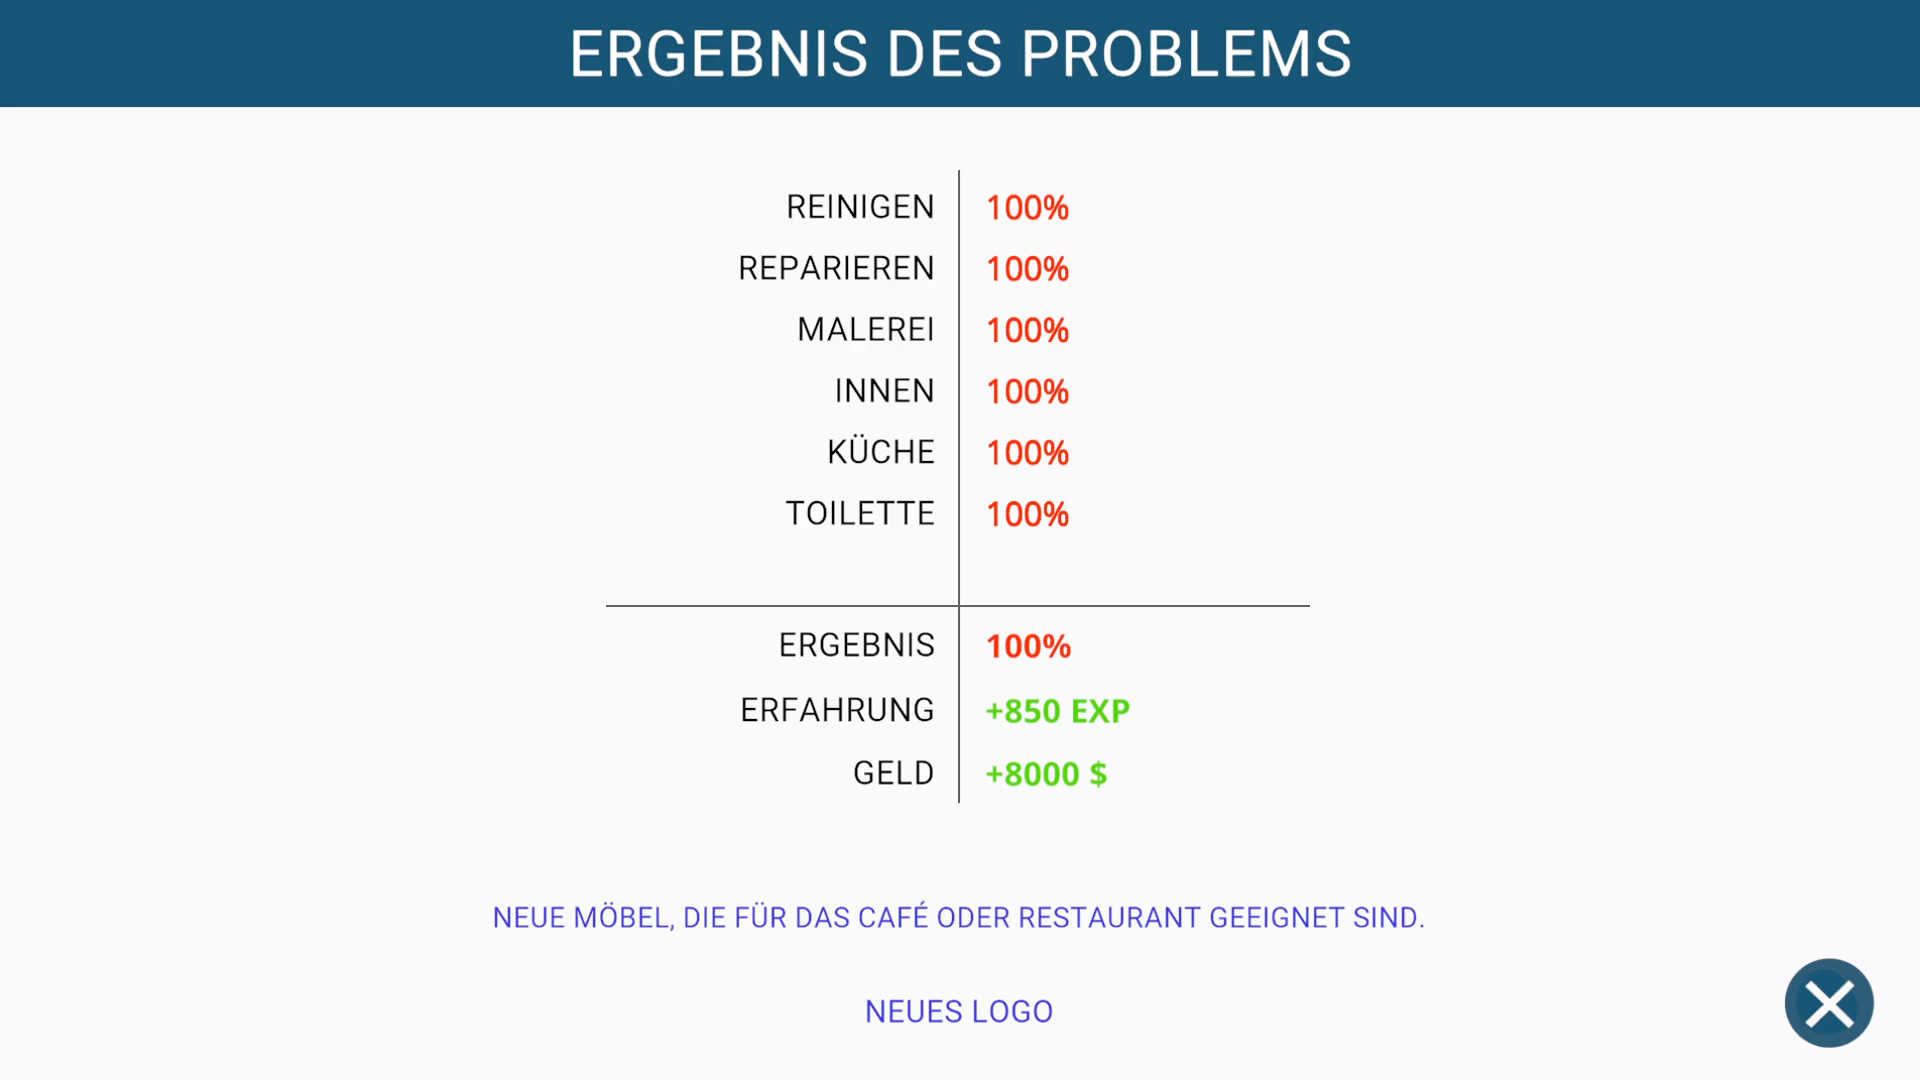 ERGEBNIS DES PROBLEMS
REINIGEN 100%
REPARIEREN 100%
MALEREI 100%
INNEN 100%
KÜCHE 100%
TOILETTE 100%
ERGEBNIS 100%
ERFAHRUNG +850 EXP
GELD +8000 $
NEUE MÖBEL, DIE FÜR DAS CAFÉ ODER RESTAURANT GEEIGNET SIND.
NEUES LOGO